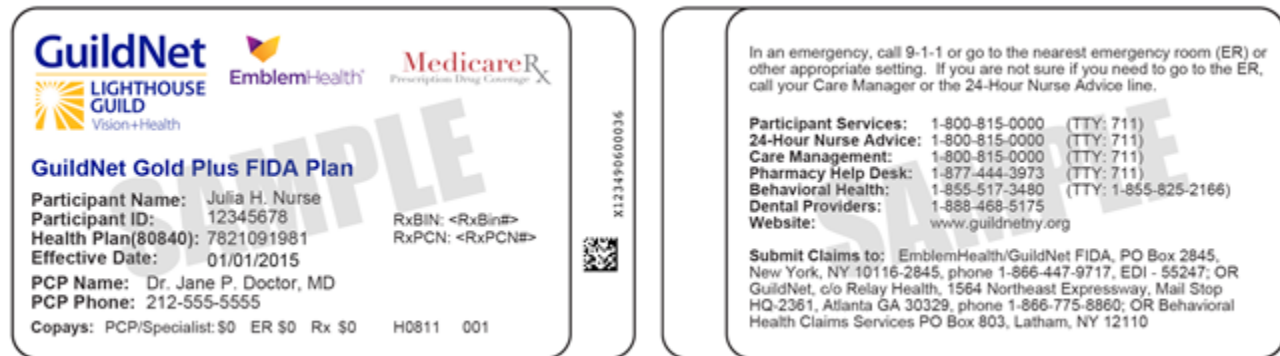 GuildNet
LIGHTHOUSE
GUILD
Vision+Health
EmblemHealth®
MedicareRx
Prescription Drug Coverage
SAMPLE
GuildNet Gold Plus FIDA Plan
Participant Name: Julia H. Nurse
Participant ID: 12345678
Health Plan(80840): 7821091981
Effective Date: 01/01/2015
RxBIN: <RxBin#>
RxPCN: <RxPCN#>
PCP Name: Dr. Jane P. Doctor, MD
PCP Phone: 212-555-5555
Copays: PCP/Specialist: $0 ER $0 Rx $0 H0811 001
X123490600036
In an emergency, call 9-1-1 or go to the nearest emergency room (ER) or
other appropriate setting. If you are not sure if you need to go to the ER,
call your Care Manager or the 24-Hour Nurse Advice line.
SAMPLE
Participant Services: 1-800-815-0000 (TTY: 711)
24-Hour Nurse Advice: 1-800-815-0000 (TTY: 711)
Care Management: 1-800-815-0000 (TTY: 711)
Pharmacy Help Desk: 1-877-444-3973 (TTY: 711)
Behavioral Health: 1-855-517-3480 (TTY: 1-855-825-2166)
Dental Providers: 1-888-468-5175
Website: www.guildnetny.org
Submit Claims to: EmblemHealth/GuildNet FIDA, PO Box 2845,
New York, NY 10116-2845, phone 1-866-447-9717, EDI - 55247; OR
GuildNet, c/o Relay Health, 1564 Northeast Expressway, Mail Stop
HQ-2361, Atlanta GA 30329, phone 1-866-775-8860; OR Behavioral
Health Claims Services PO Box 803, Latham, NY 12110